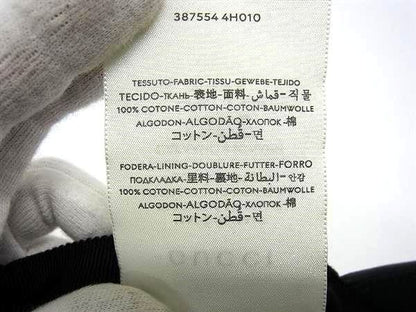 387554 4H010
TESSUTO-FABRIC-TISSU-GEWEBE-TEJIDO
TECIDO-ТКАНЬ-表地-面料-قماش-직물
100% COTONE-COTTON-COTON-BAUMWOLLE
ALGODON-ALGODÃO-ХЛОПОК-棉
コットン-قطن-면
FODERA-LINING-DOUBLURE-FUTTER-FORRO
ПОДКЛАДКА-里料-裏地-البطانة-안감
100% COTONE-COTTON-COTON-BAUMWOLLE
ALGODON-ALGODÃO-ХЛОПОК-棉
コットン-قطن-면